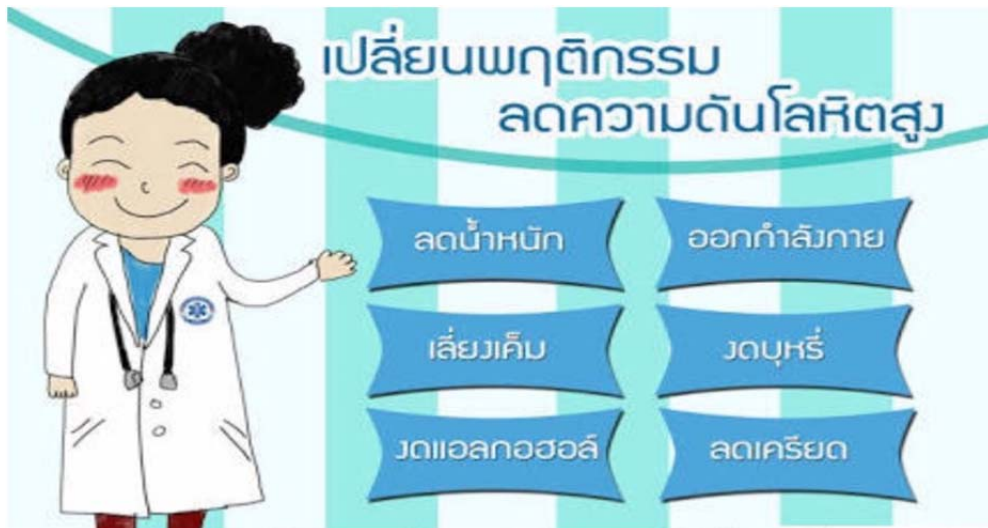 เปลี่ยนพฤติกรรม
ลดความดันโลหิตสูง
ลดน้ำหนัก
ออกกำลังกาย
เลี่ยงเค็ม
งดบุหรี่
งดแอลกอฮอล์
ลดเครียด